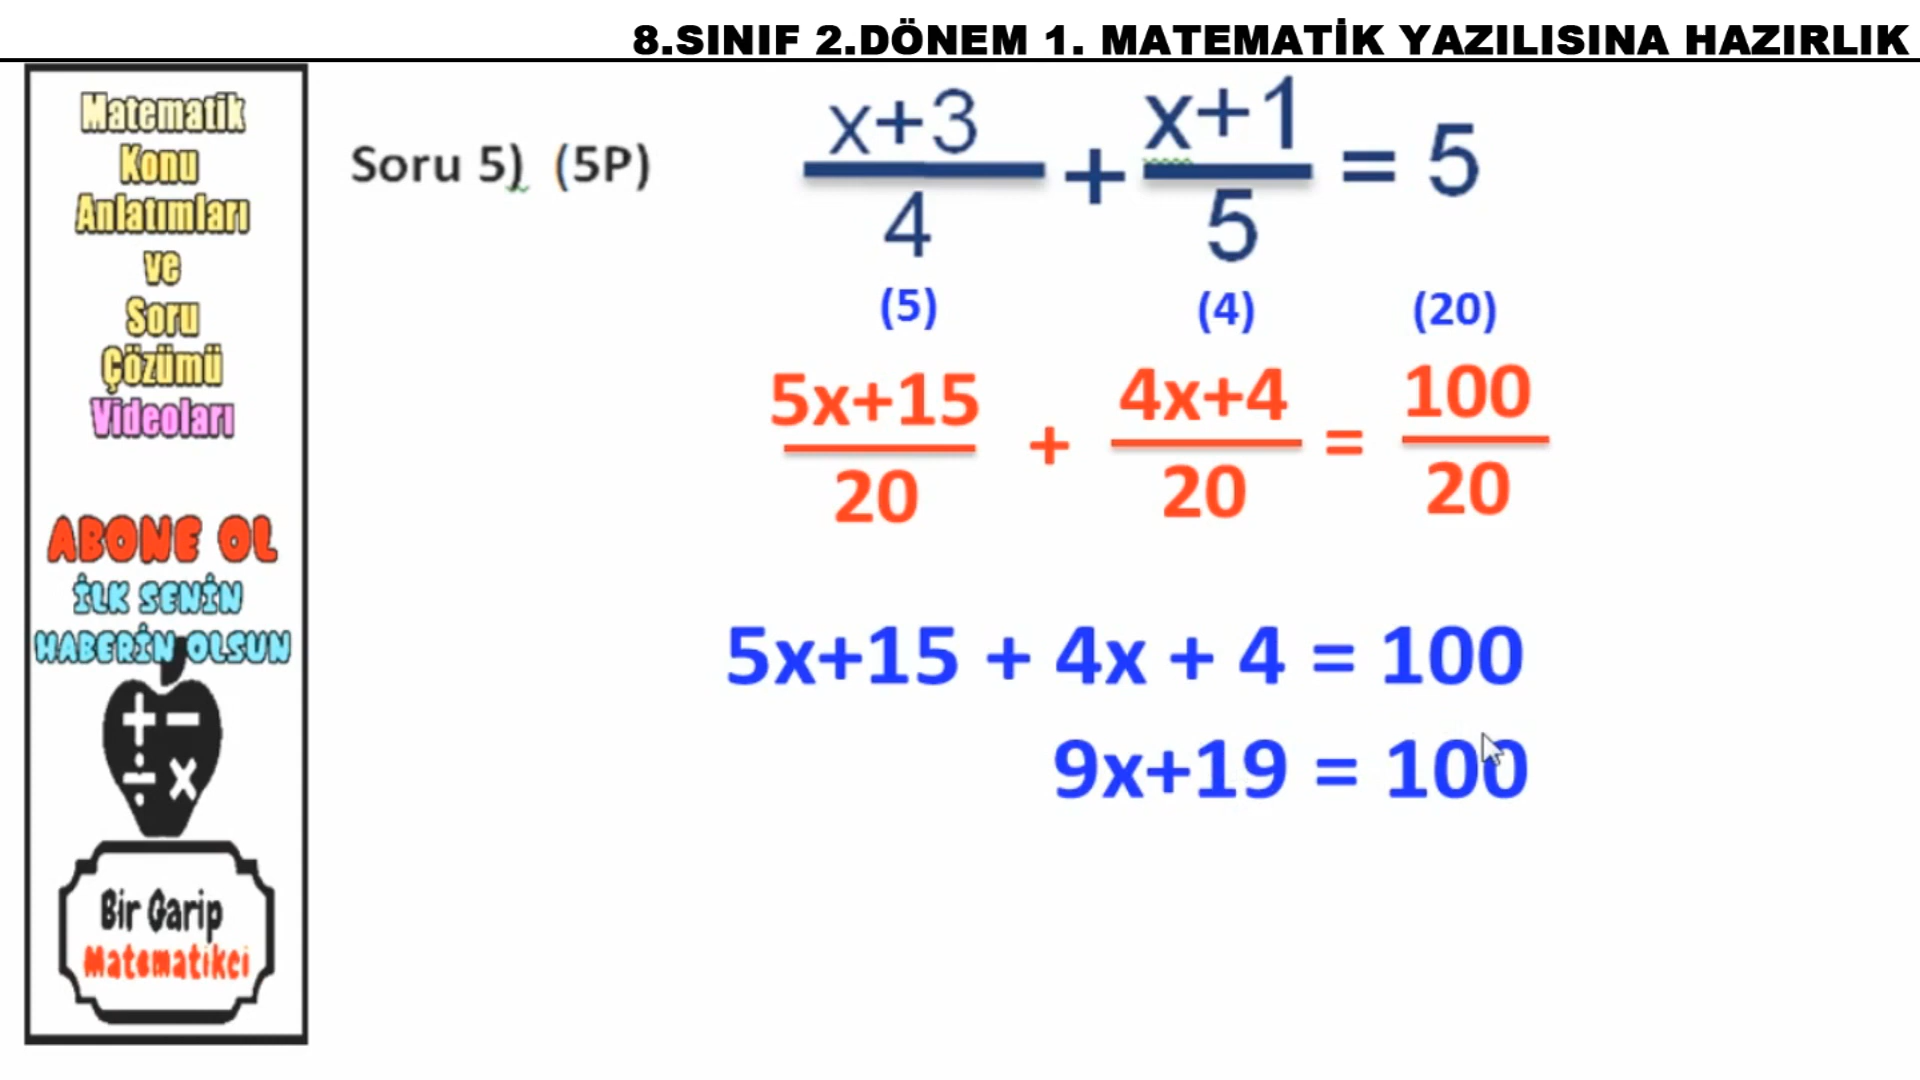 8.SINIF 2.DÖNEM 1. MATEMATİK YAZILISINA HAZIRLIK
Matematik
Konu
Anlatımları
ve
Soru
Çözümü
Videoları
ABONE OL
İLK SENİN
HABERİN OLSUN
+ −
÷ x
Bir Garip
Matematikci
Soru 5) (5P)
x+3 x+1
+ = 5
4 5
(5) (4) (20)
5x+15 4x+4 100
+ =
20 20 20
5x+15 + 4x + 4 = 100
9x+19 = 100